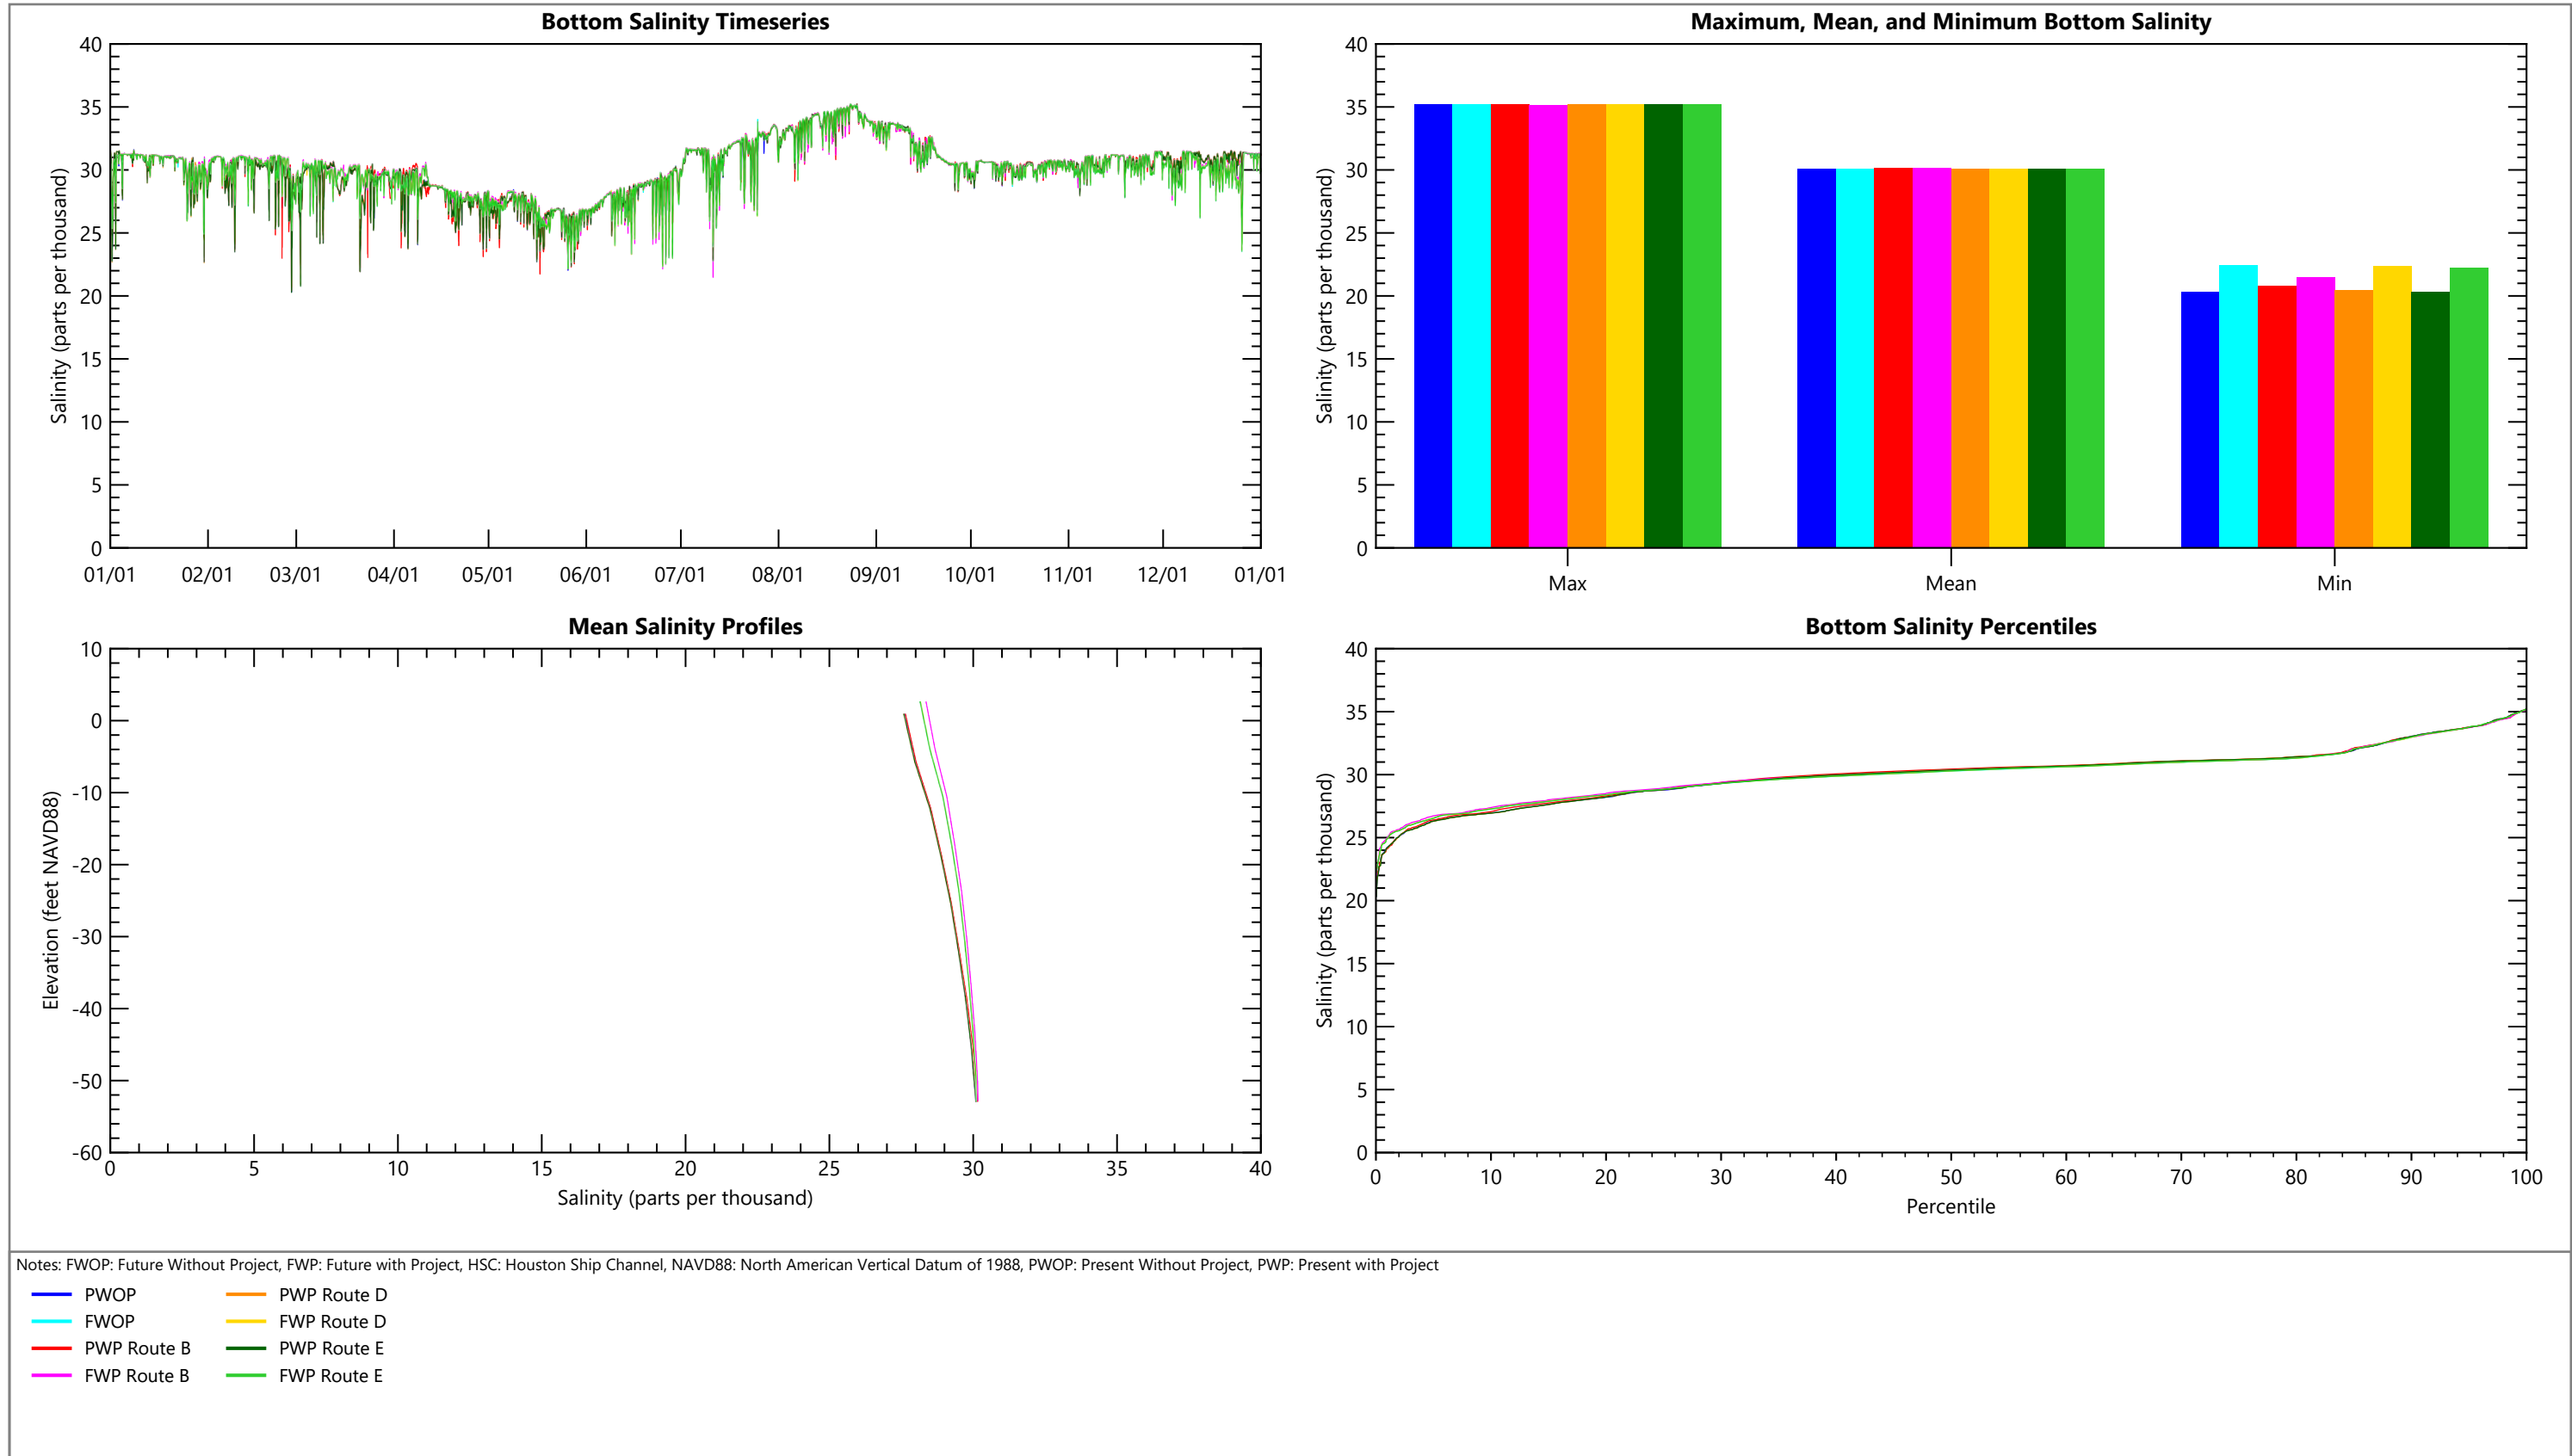 Bottom Salinity Timeseries
Salinity (parts per thousand)
40
35
30
25
20
15
10
5
0
01/01 02/01 03/01 04/01 05/01 06/01 07/01 08/01 09/01 10/01 11/01 12/01 01/01
Maximum, Mean, and Minimum Bottom Salinity
Salinity (parts per thousand)
40
35
30
25
20
15
10
5
0
Max Mean Min
Mean Salinity Profiles
Elevation (feet NAVD88)
10
0
-10
-20
-30
-40
-50
-60
0 5 10 15 20 25 30 35 40
Salinity (parts per thousand)
Bottom Salinity Percentiles
Salinity (parts per thousand)
40
35
30
25
20
15
10
5
0
0 10 20 30 40 50 60 70 80 90 100
Percentile
Notes: FWOP: Future Without Project, FWP: Future with Project, HSC: Houston Ship Channel, NAVD88: North American Vertical Datum of 1988, PWOP: Present Without Project, PWP: Present with Project
PWOP
FWOP
PWP Route B
FWP Route B
PWP Route D
FWP Route D
PWP Route E
FWP Route E